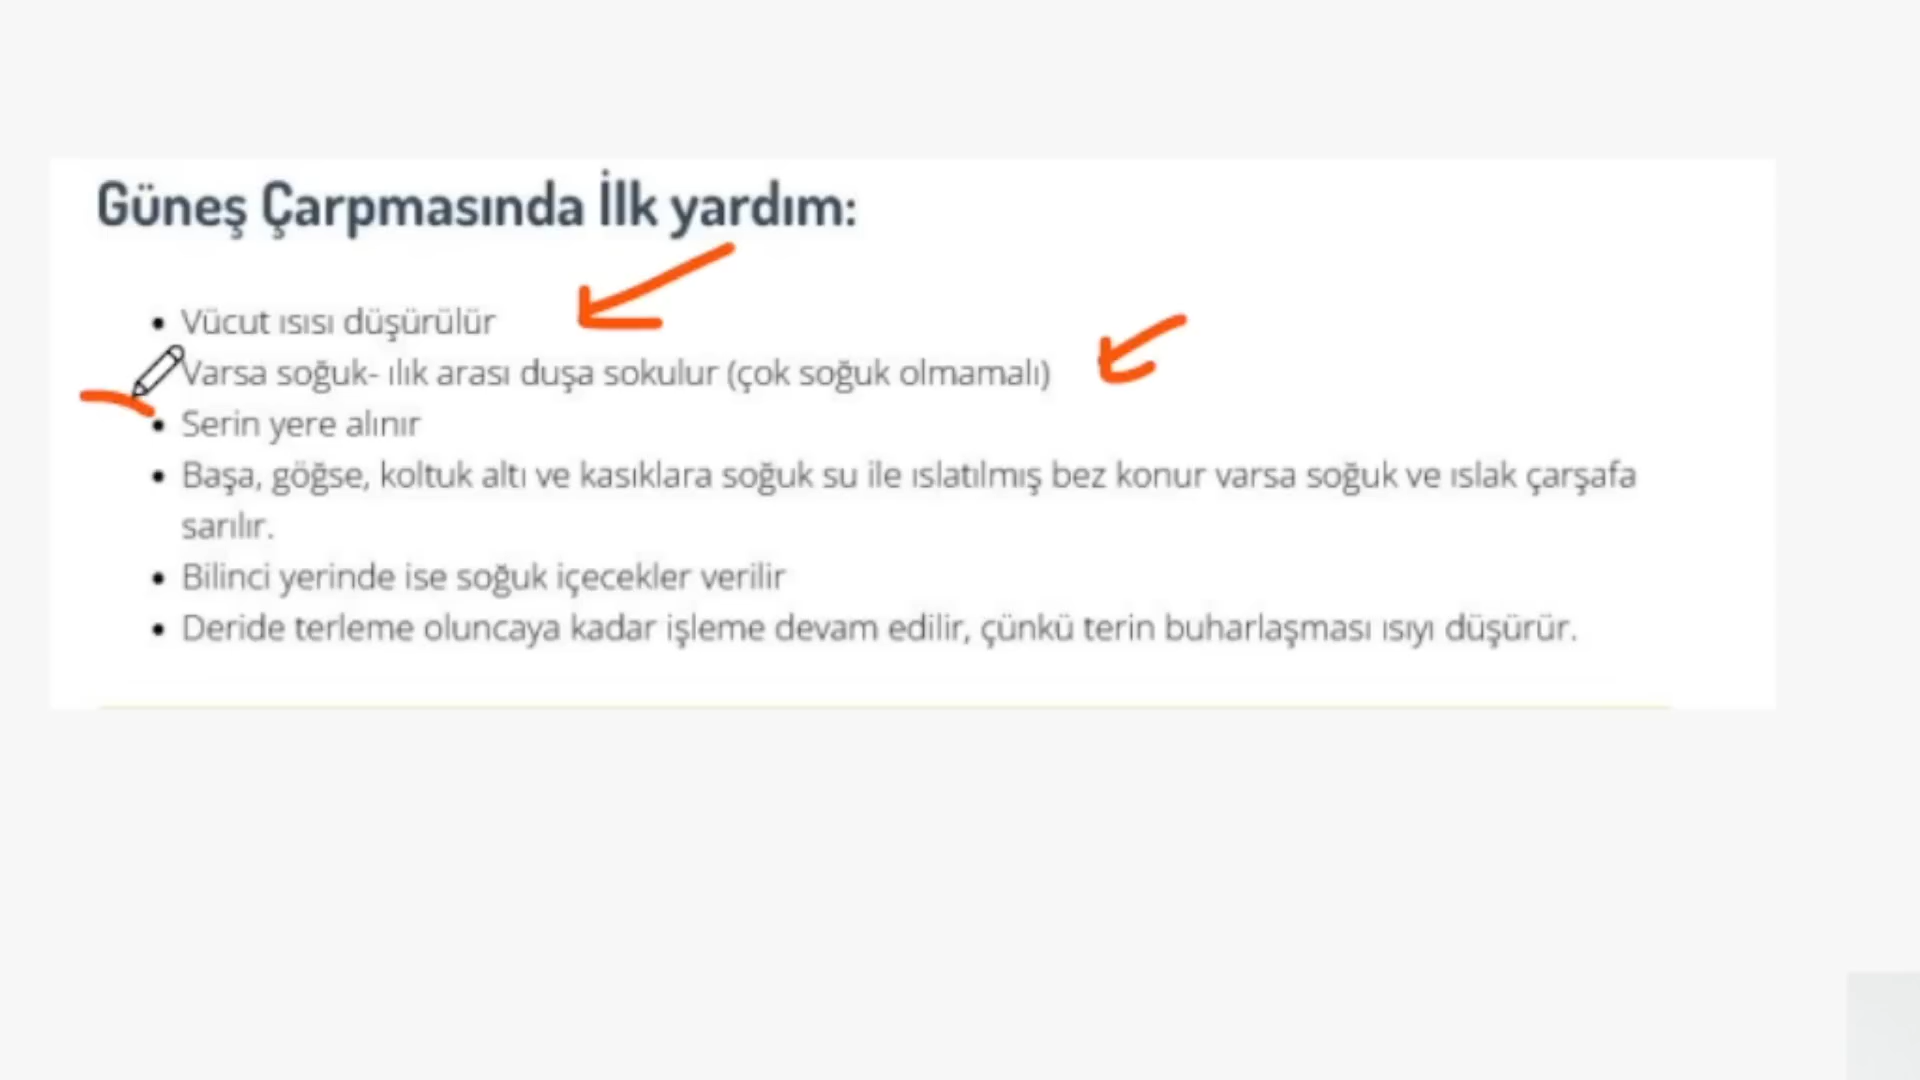 Güneş Çarpmasında İlk yardım:
• Vücut ısısı düşürülür
Varsa soğuk- ılık arası duşa sokulur (çok soğuk olmamalı)
• Serin yere alınır
• Başa, göğse, koltuk altı ve kasıklara soğuk su ile ıslatılmış bez konur varsa soğuk ve ıslak çarşafa
sarılır.
• Bilinci yerinde ise soğuk içecekler verilir
• Deride terleme oluncaya kadar işleme devam edilir, çünkü terin buharlaşması ısıyı düşürür.